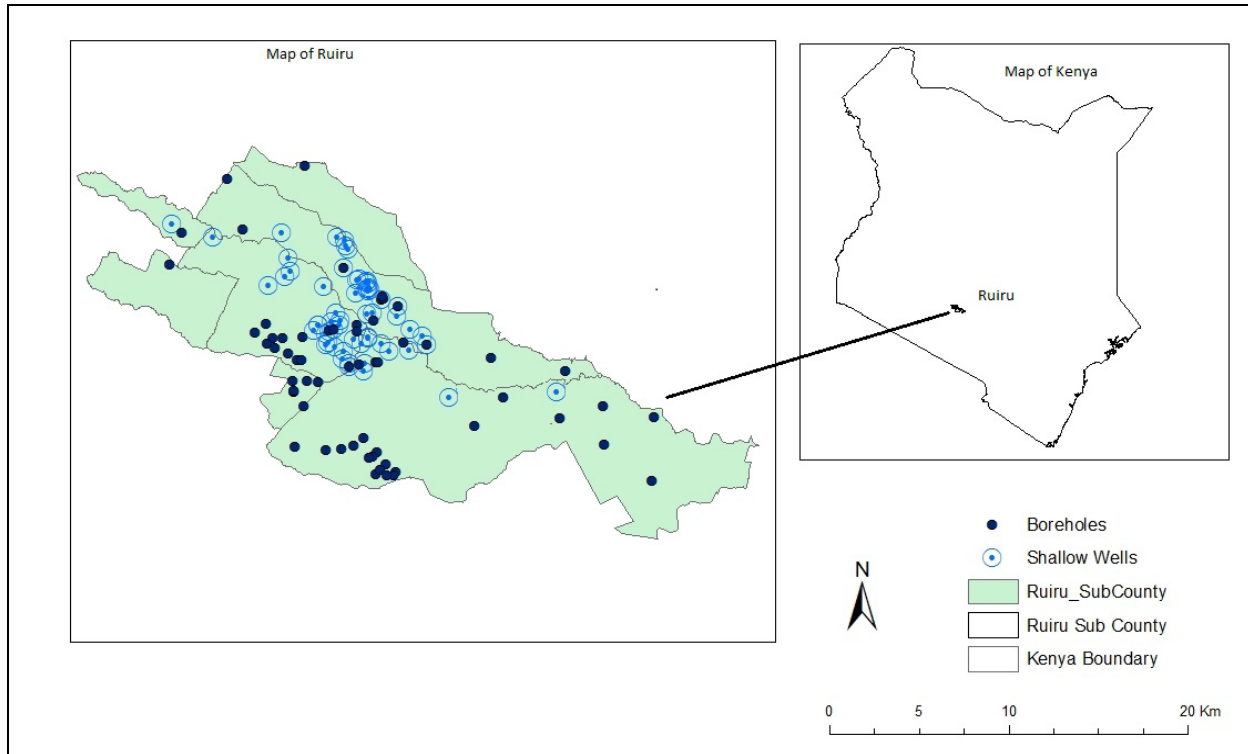 Map of Ruiru
Map of Kenya
Ruiru
Boreholes
Shallow Wells
Ruiru_SubCounty
Ruiru Sub County
Kenya Boundary
N
0 5 10 20 Km